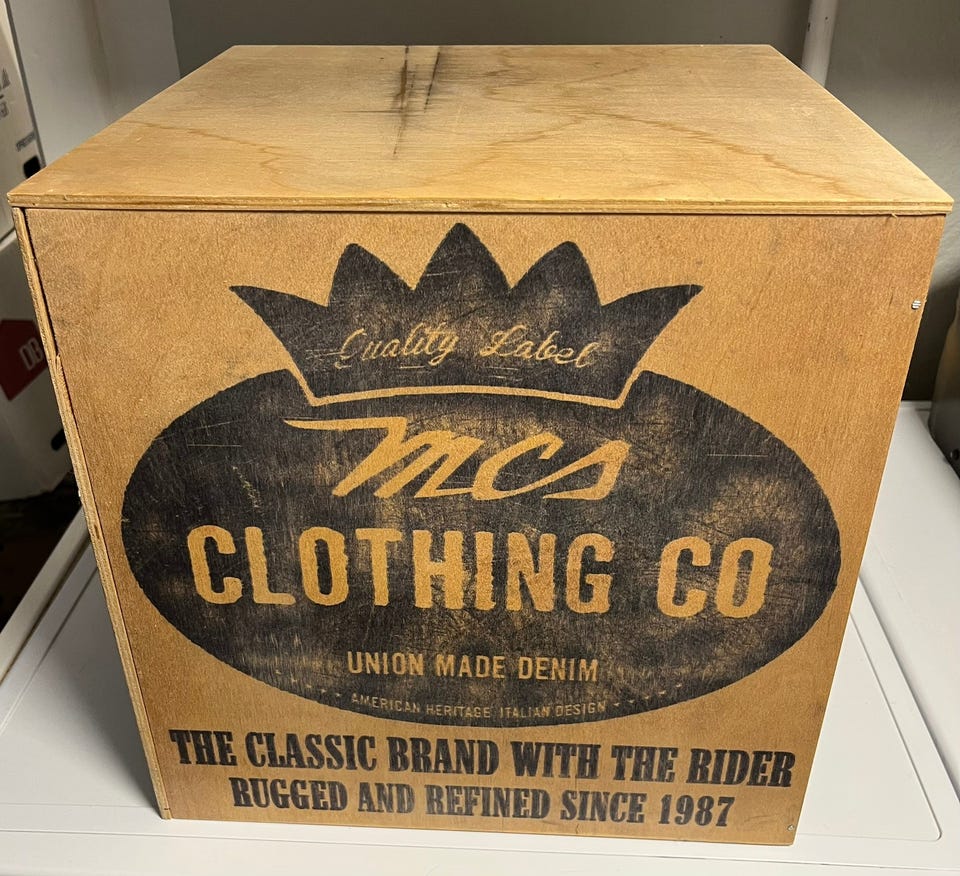 Quality Label
mcs
CLOTHING CO
UNION MADE DENIM
AMERICAN HERITAGE ITALIAN DESIGN
THE CLASSIC BRAND WITH THE RIDER
RUGGED AND REFINED SINCE 1987